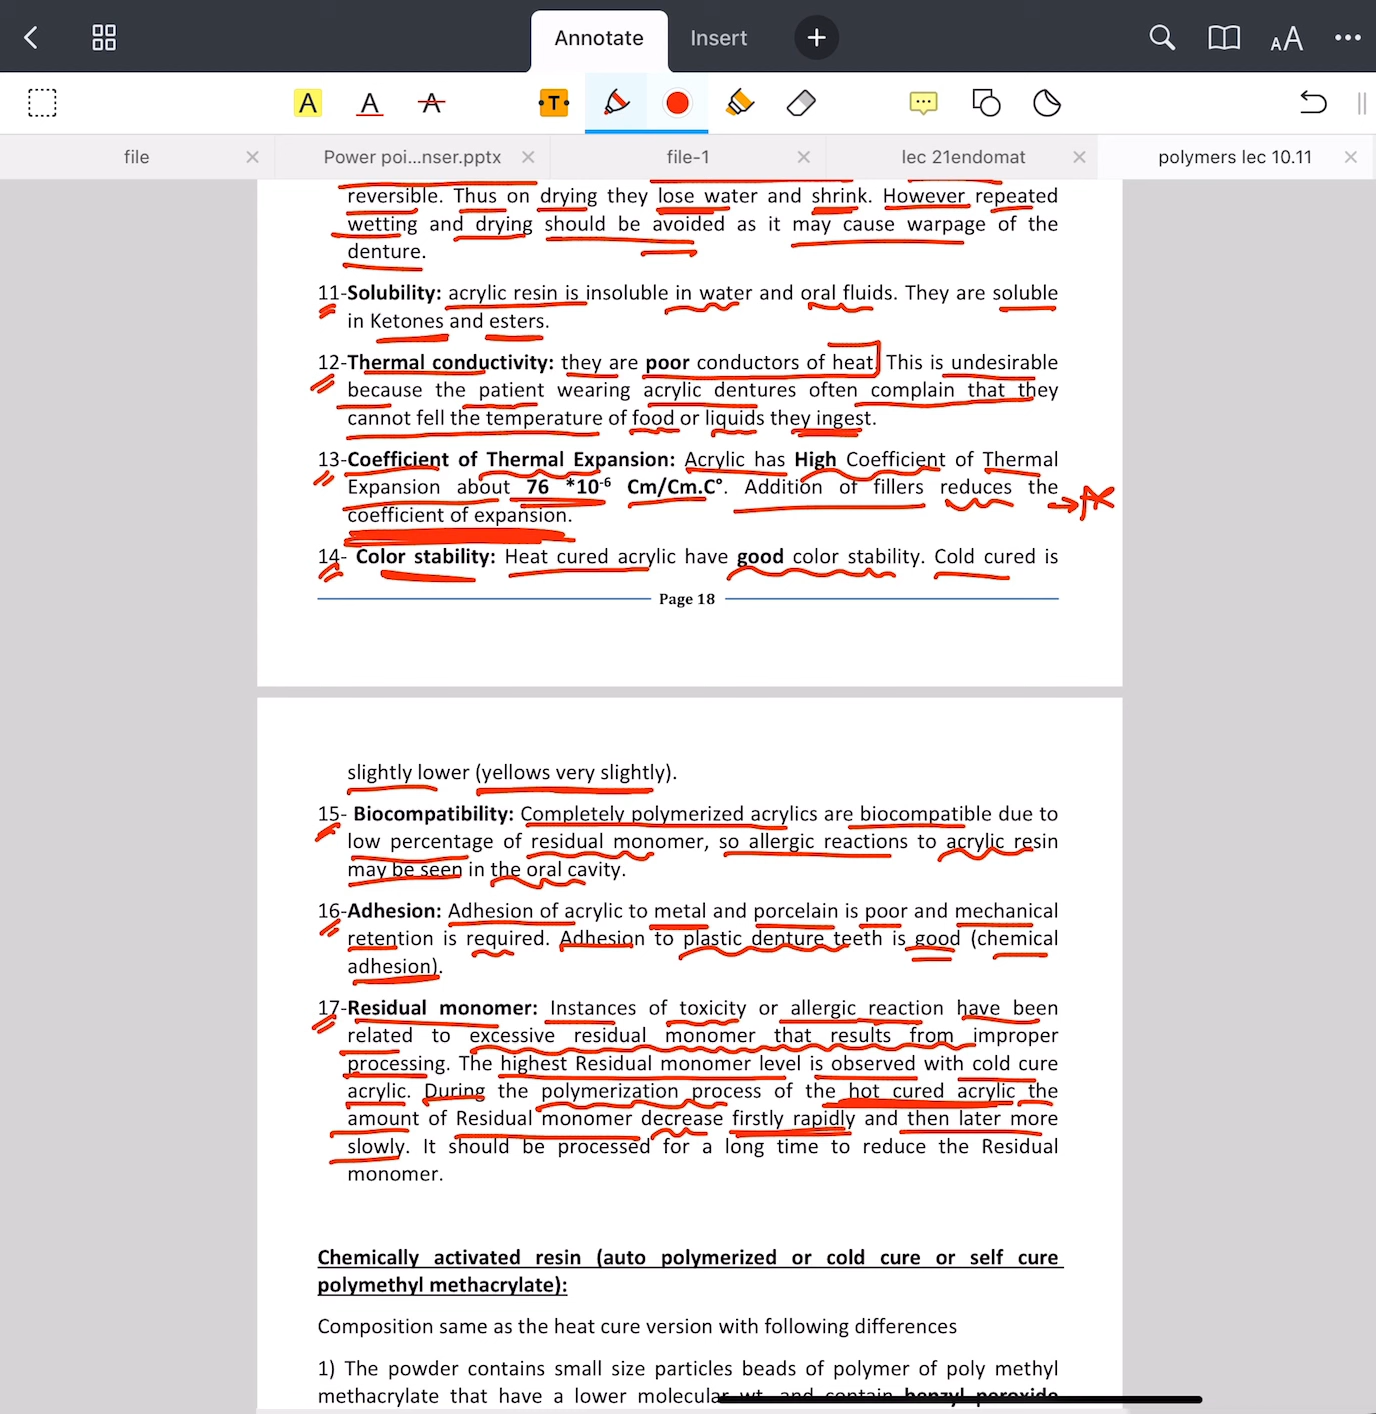 Annotate Insert +
A A A T AA
file Power poi...nser.pptx file-1 lec 21endomat polymers lec 10.11
reversible. Thus on drying they lose water and shrink. However repeated
wetting and drying should be avoided as it may cause warpage of the
denture.
11-Solubility: acrylic resin is insoluble in water and oral fluids. They are soluble
in Ketones and esters.
12-Thermal conductivity: they are poor conductors of heat. This is undesirable
because the patient wearing acrylic dentures often complain that they
cannot fell the temperature of food or liquids they ingest.
13-Coefficient of Thermal Expansion: Acrylic has High Coefficient of Thermal
Expansion about 76 *10-6 Cm/Cm.C°. Addition of fillers reduces the
coefficient of expansion.
14- Color stability: Heat cured acrylic have good color stability. Cold cured is
Page 18
slightly lower (yellows very slightly).
15- Biocompatibility: Completely polymerized acrylics are biocompatible due to
low percentage of residual monomer, so allergic reactions to acrylic resin
may be seen in the oral cavity.
16-Adhesion: Adhesion of acrylic to metal and porcelain is poor and mechanical
retention is required. Adhesion to plastic denture teeth is good (chemical
adhesion).
17-Residual monomer: Instances of toxicity or allergic reaction have been
related to excessive residual monomer that results from improper
processing. The highest Residual monomer level is observed with cold cure
acrylic. During the polymerization process of the hot cured acrylic the
amount of Residual monomer decrease firstly rapidly and then later more
slowly. It should be processed for a long time to reduce the Residual
monomer.
Chemically activated resin (auto polymerized or cold cure or self cure
polymethyl methacrylate):
Composition same as the heat cure version with following differences
1) The powder contains small size particles beads of polymer of poly methyl
methacrylate that have a lower molecular wt. and contain benzyl peroxide